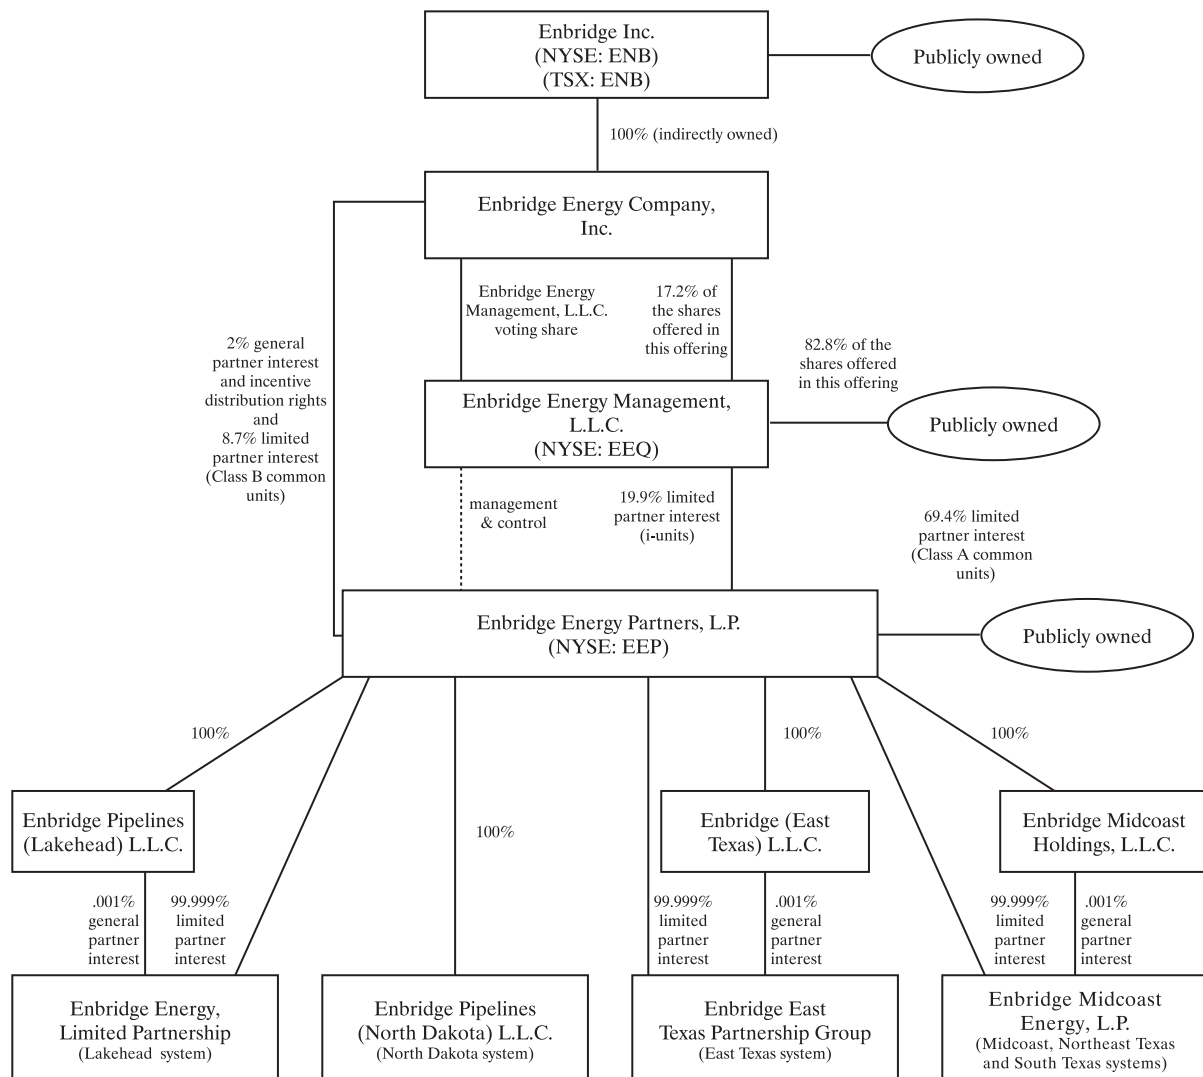 Enbridge Inc.
(NYSE: ENB)
(TSX: ENB)
Publicly owned
100% (indirectly owned)
Enbridge Energy Company,
Inc.
2% general
partner interest
and incentive
distribution rights
and
8.7% limited
partner interest
(Class B common
units)
Enbridge Energy
Management, L.L.C.
voting share
17.2% of
the shares
offered in
this offering
82.8% of the
shares offered
in this offering
Enbridge Energy Management,
L.L.C.
(NYSE: EEQ)
Publicly owned
management
& control
19.9% limited
partner interest
(i-units)
69.4% limited
partner interest
(Class A common
units)
Enbridge Energy Partners, L.P.
(NYSE: EEP)
Publicly owned
100%
100%
100%
100%
Enbridge Pipelines
(Lakehead) L.L.C.
Enbridge (East
Texas) L.L.C.
Enbridge Midcoast
Holdings, L.L.C.
.001%
general
partner
interest
99.999%
limited
partner
interest
99.999%
limited
partner
interest
.001%
general
partner
interest
99.999%
limited
partner
interest
.001%
general
partner
interest
Enbridge Energy,
Limited Partnership
(Lakehead system)
Enbridge Pipelines
(North Dakota) L.L.C.
(North Dakota system)
Enbridge East
Texas Partnership Group
(East Texas system)
Enbridge Midcoast
Energy, L.P.
(Midcoast, Northeast Texas
and South Texas systems)